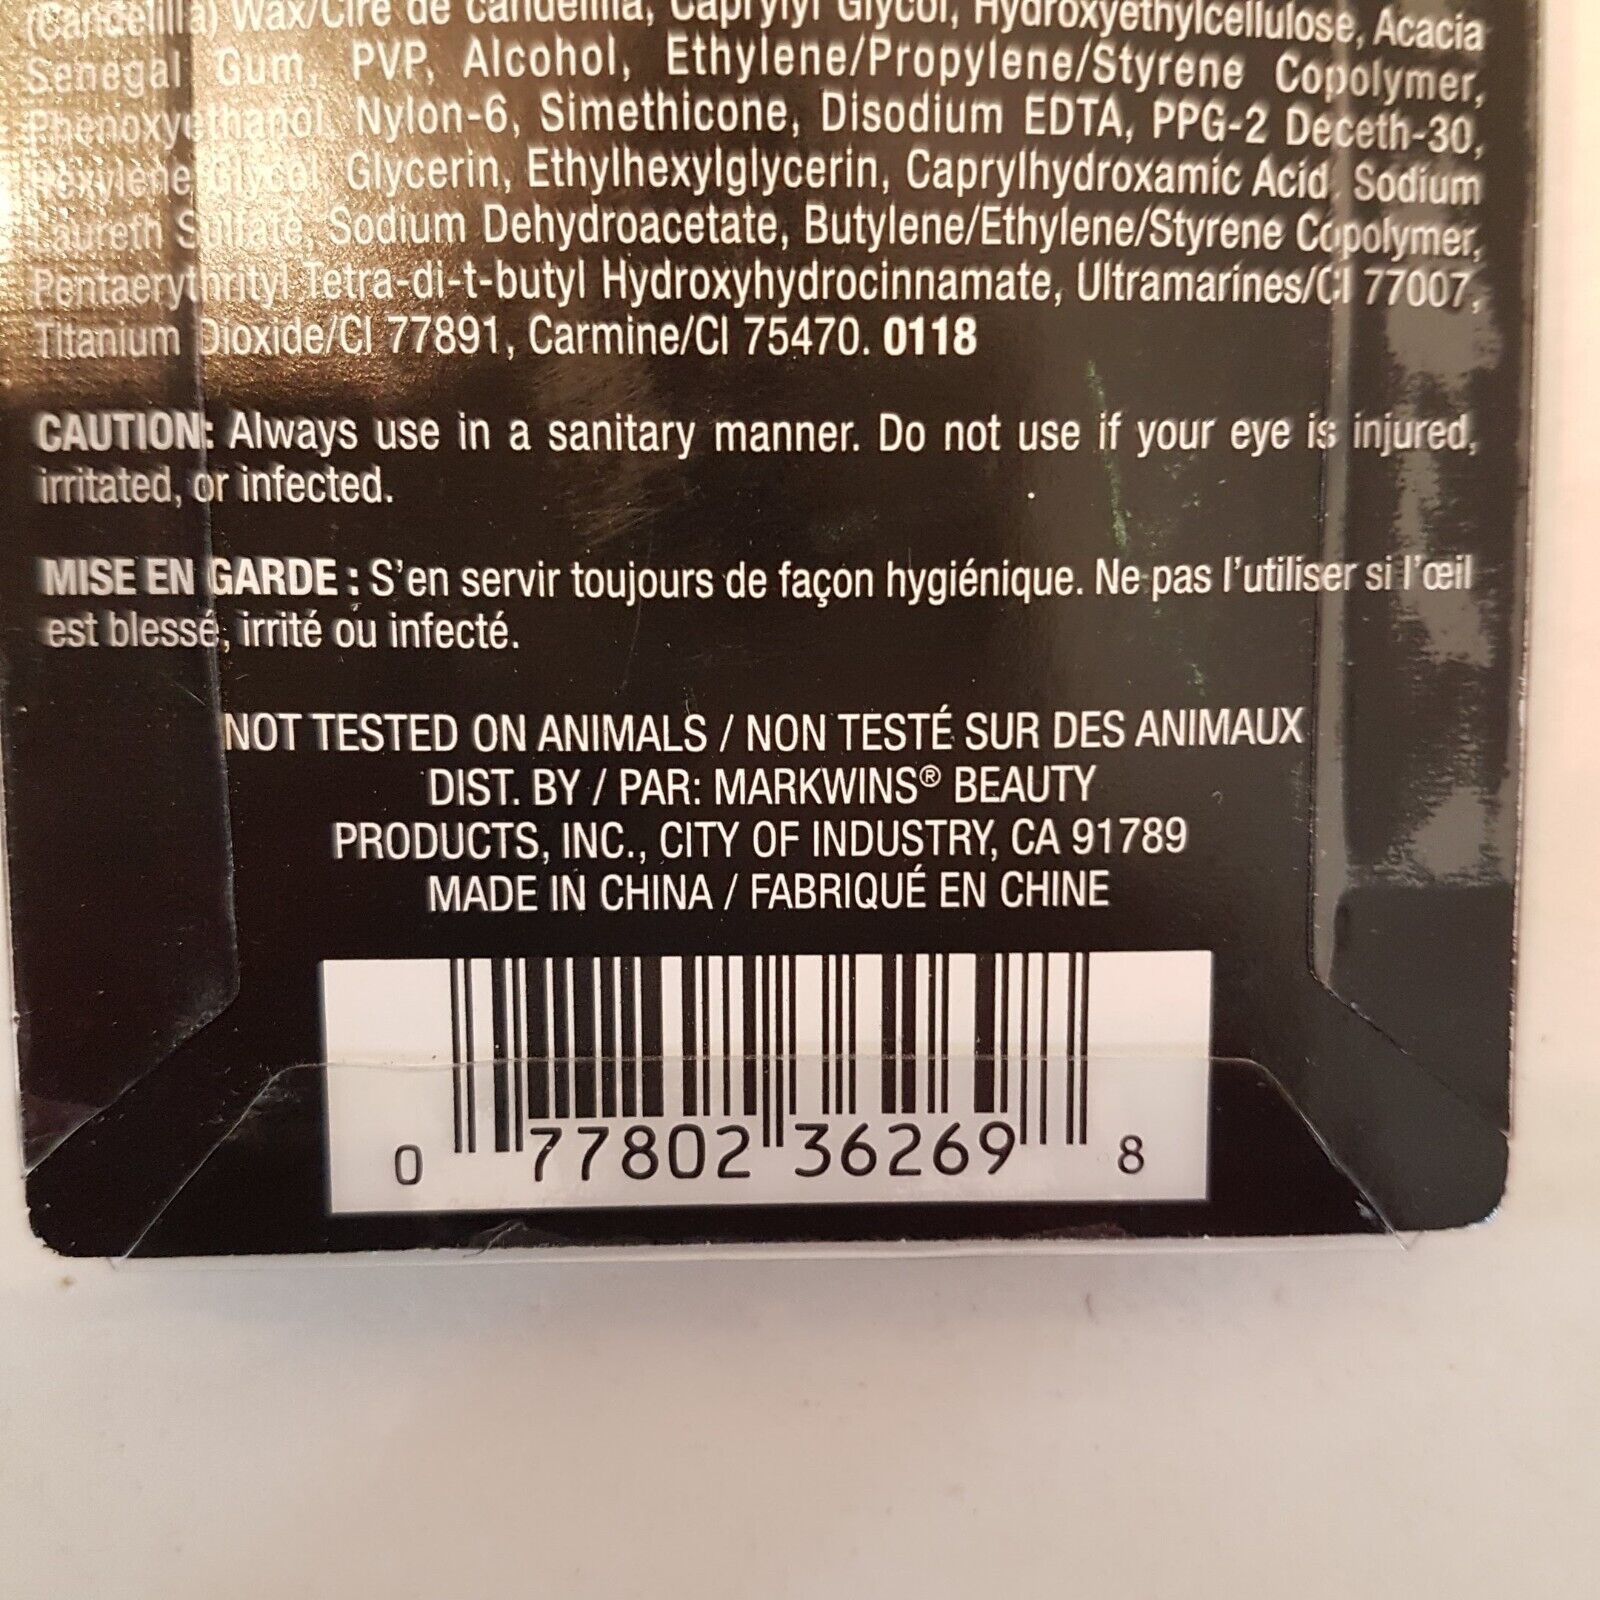 (Candelilla) Wax/Cire de candelilla, Caprylyl Glycol, Hydroxyethylcellulose, Acacia
Senegal Gum, PVP, Alcohol, Ethylene/Propylene/Styrene Copolymer,
Phenoxyethanol, Nylon-6, Simethicone, Disodium EDTA, PPG-2 Deceth-30,
Hexylene Glycol, Glycerin, Ethylhexylglycerin, Caprylhydroxamic Acid, Sodium
Laureth Sulfate, Sodium Dehydroacetate, Butylene/Ethylene/Styrene Copolymer,
Pentaerythrityl Tetra-di-t-butyl Hydroxyhydrocinnamate, Ultramarines/CI 77007,
Titanium Dioxide/CI 77891, Carmine/CI 75470. 0118
CAUTION: Always use in a sanitary manner. Do not use if your eye is injured,
irritated, or infected.
MISE EN GARDE : S'en servir toujours de façon hygiénique. Ne pas l'utiliser si l'œil
est blessé, irrité ou infecté.
NOT TESTED ON ANIMALS / NON TESTÉ SUR DES ANIMAUX
DIST. BY / PAR: MARKWINS® BEAUTY
PRODUCTS, INC., CITY OF INDUSTRY, CA 91789
MADE IN CHINA / FABRIQUÉ EN CHINE
0 77802 36269 8